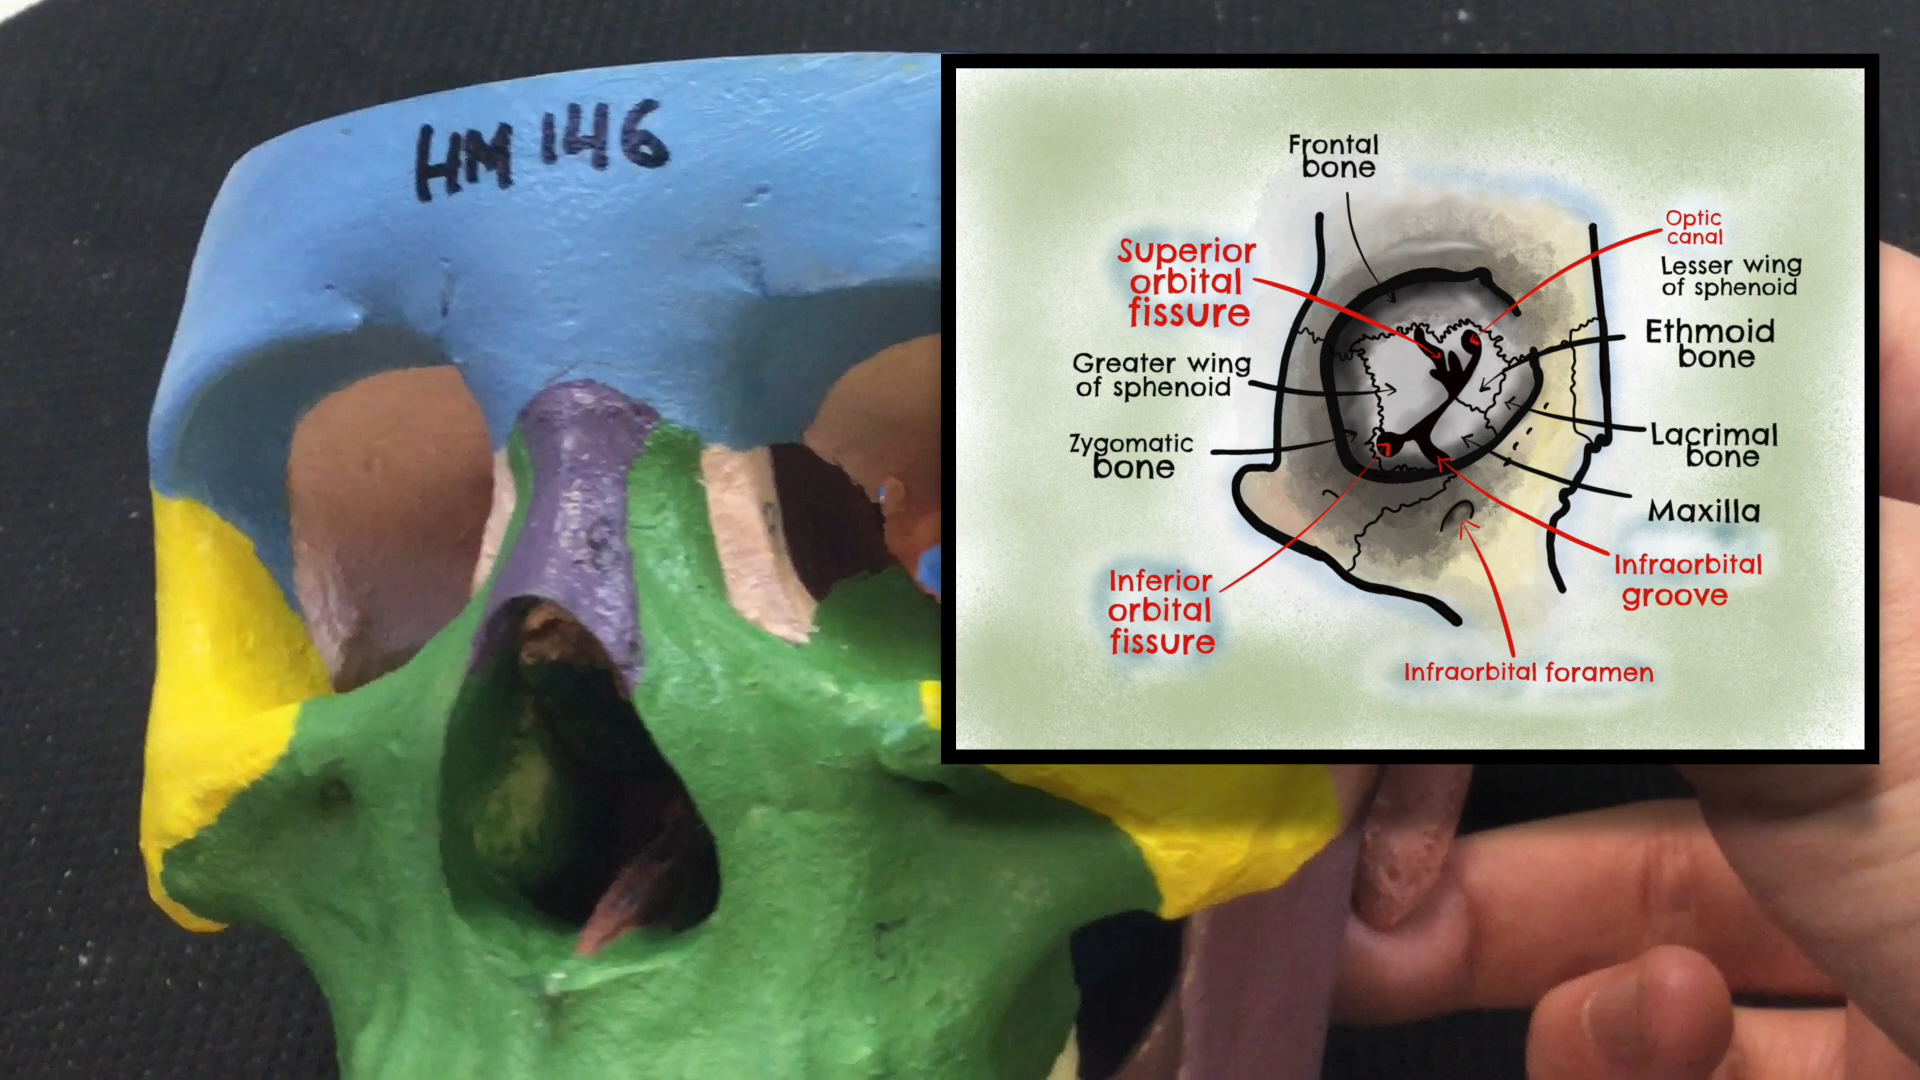 HM 146
Frontal
bone
Superior
orbital
fissure
Greater wing
of sphenoid
Zygomatic
bone
Inferior
orbital
fissure
Optic
canal
Lesser wing
of sphenoid
Ethmoid
bone
Lacrimal
bone
Maxilla
Infraorbital
groove
Infraorbital foramen